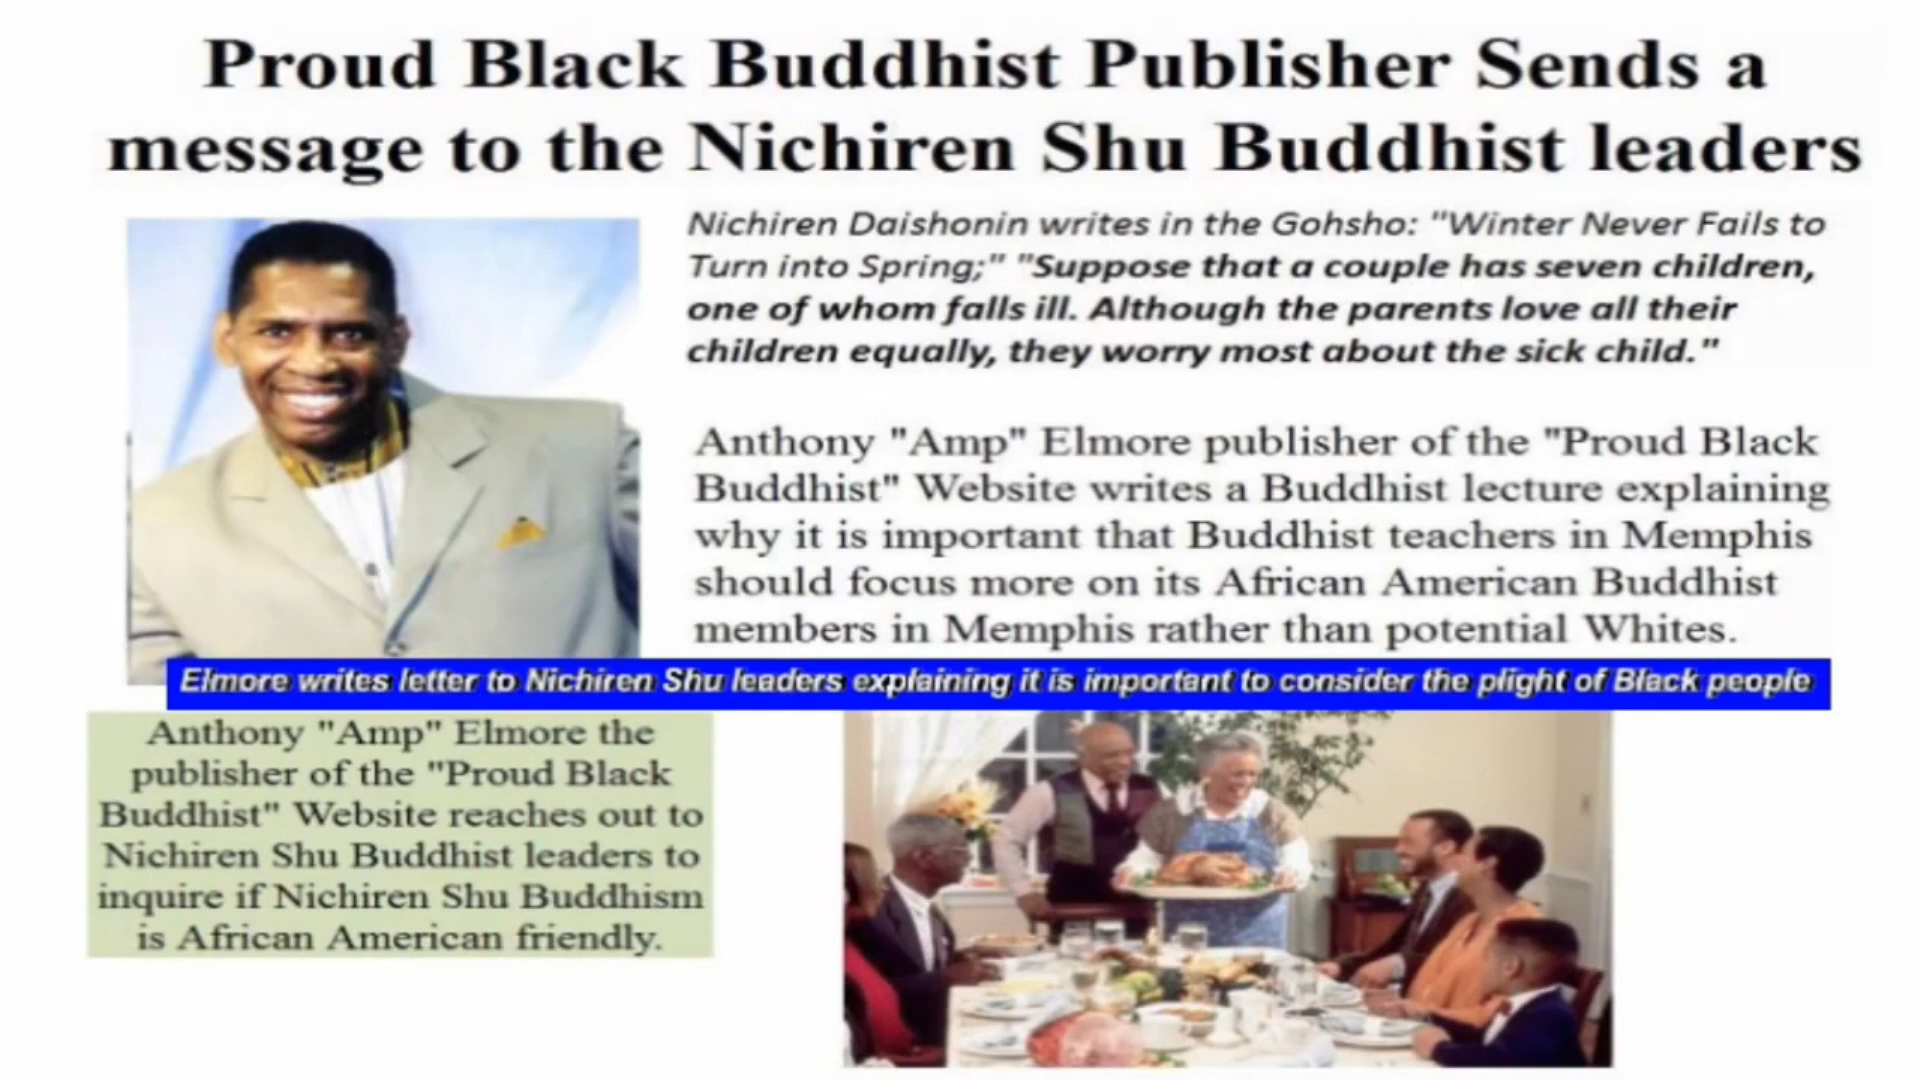 Proud Black Buddhist Publisher Sends a
message to the Nichiren Shu Buddhist leaders
Nichiren Daishonin writes in the Gohsho: "Winter Never Fails to
Turn into Spring;" "Suppose that a couple has seven children,
one of whom falls ill. Although the parents love all their
children equally, they worry most about the sick child."
Anthony "Amp" Elmore publisher of the "Proud Black
Buddhist" Website writes a Buddhist lecture explaining
why it is important that Buddhist teachers in Memphis
should focus more on its African American Buddhist
members in Memphis rather than potential Whites.
Elmore writes letter to Nichiren Shu leaders explaining it is important to consider the plight of Black people
Anthony "Amp" Elmore the
publisher of the "Proud Black
Buddhist" Website reaches out to
Nichiren Shu Buddhist leaders to
inquire if Nichiren Shu Buddhism
is African American friendly.